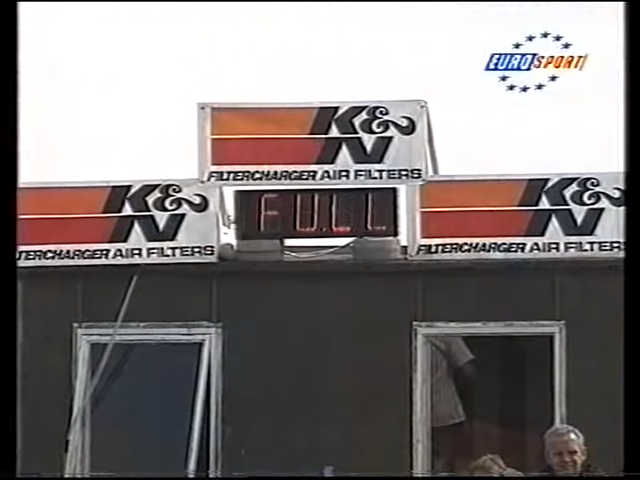 EUROSPORT
K&N
FILTERCHARGER AIR FILTERS
K&N
FILTERCHARGER AIR FILTERS
FULL
K&N
FILTERCHARGER AIR FILTERS